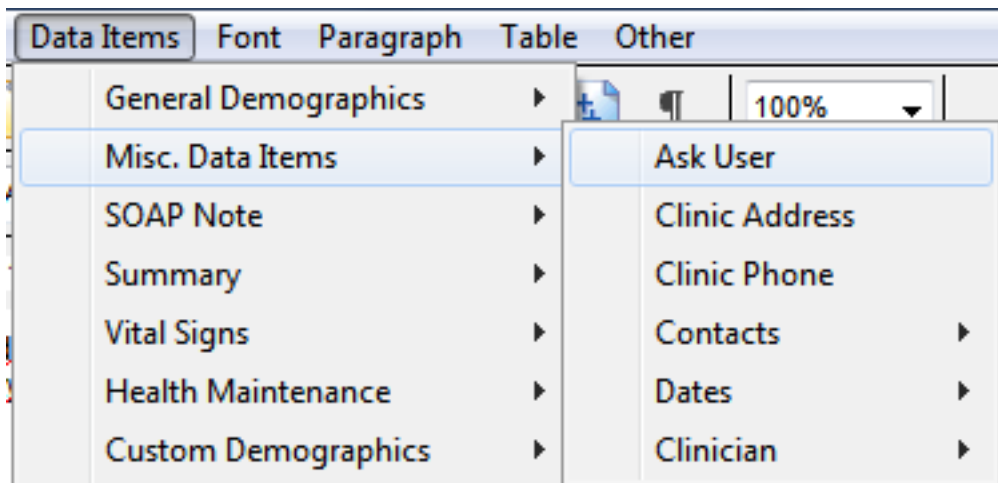 Data Items Font Paragraph Table Other
General Demographics
100%
Misc. Data Items
Ask User
SOAP Note
Clinic Address
Summary
Clinic Phone
Vital Signs
Contacts
Health Maintenance
Dates
Custom Demographics
Clinician